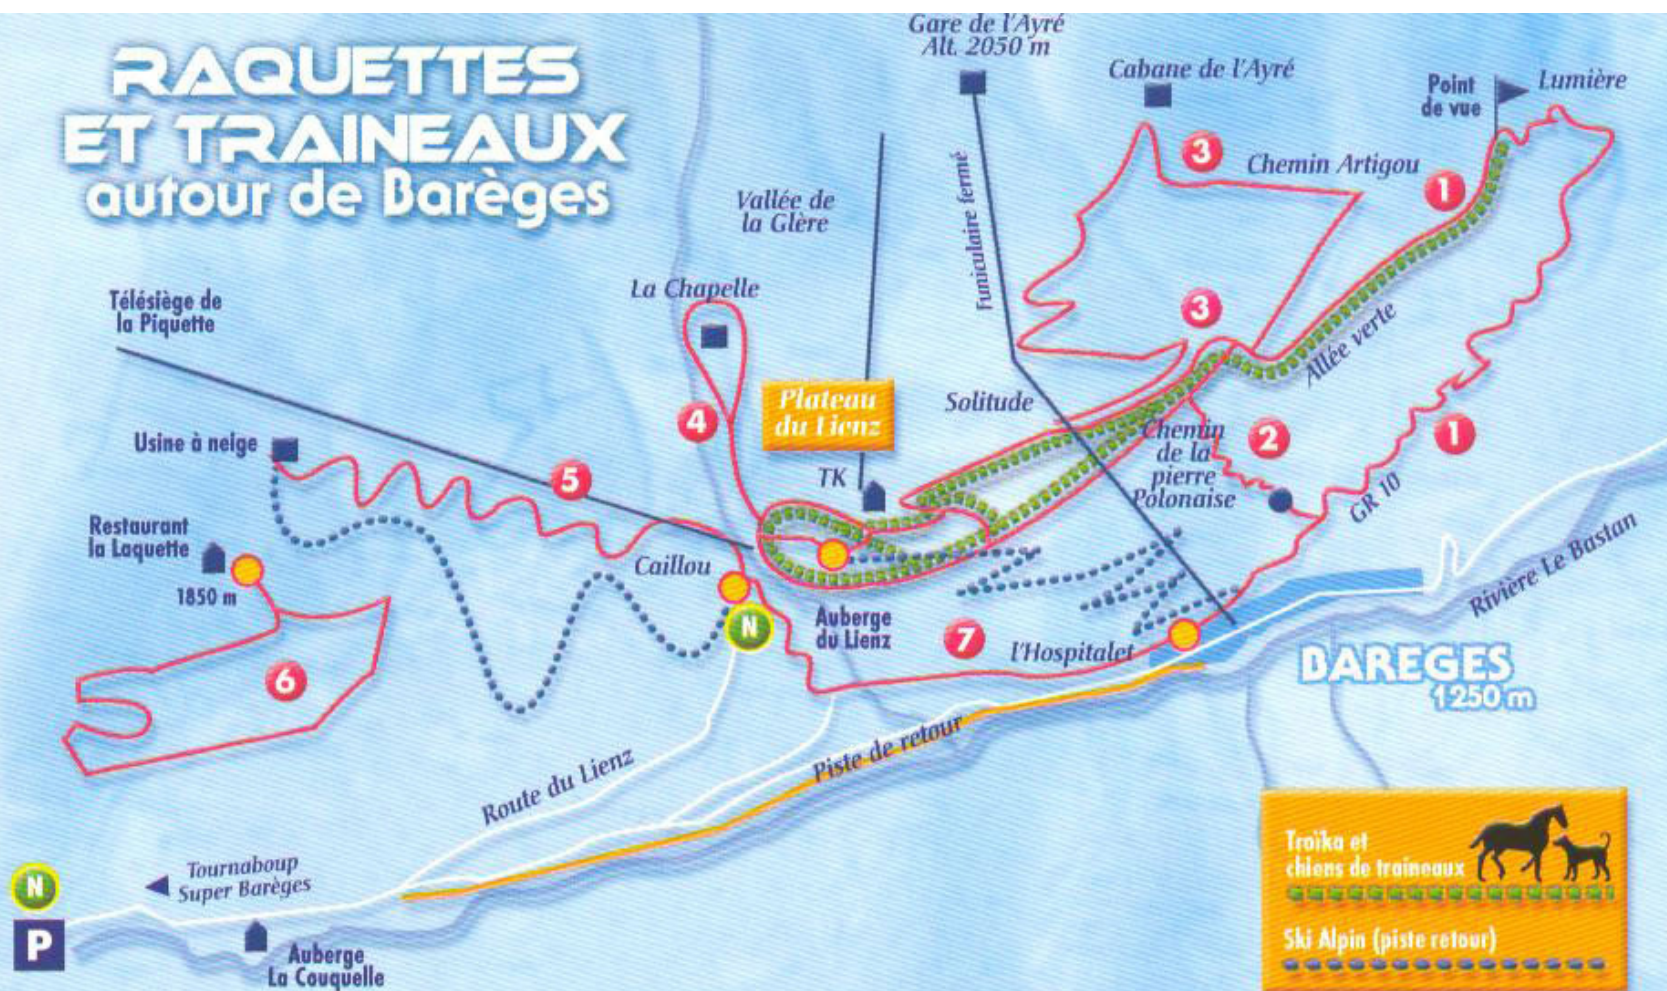 RAQUETTES
ET TRAINEAUX
autour de Barèges
Gare de l'Ayré
Alt. 2050 m
Cabane de l'Ayré
Point
de vue
Lumière
3
Chemin Artigou
1
Funiculaire fermé
Vallée de
la Glère
La Chapelle
Télésiège de
la Piquette
3
Allée verte
Plateau
du Lienz
Solitude
4
Chemin
de la
pierre
Polonaise
2
1
Usine à neige
5
TK
GR 10
Restaurant
la Laquette
1850 m
Caillou
N
Auberge
du Lienz
7
l'Hospitalet
Rivière Le Bastan
BAREGES
1250 m
6
Route du Lienz
Piste de retour
Tournaboup
Super Barèges
N
P
Auberge
La Couquelle
Troïka et
chiens de traineaux
Ski Alpin (piste retour)